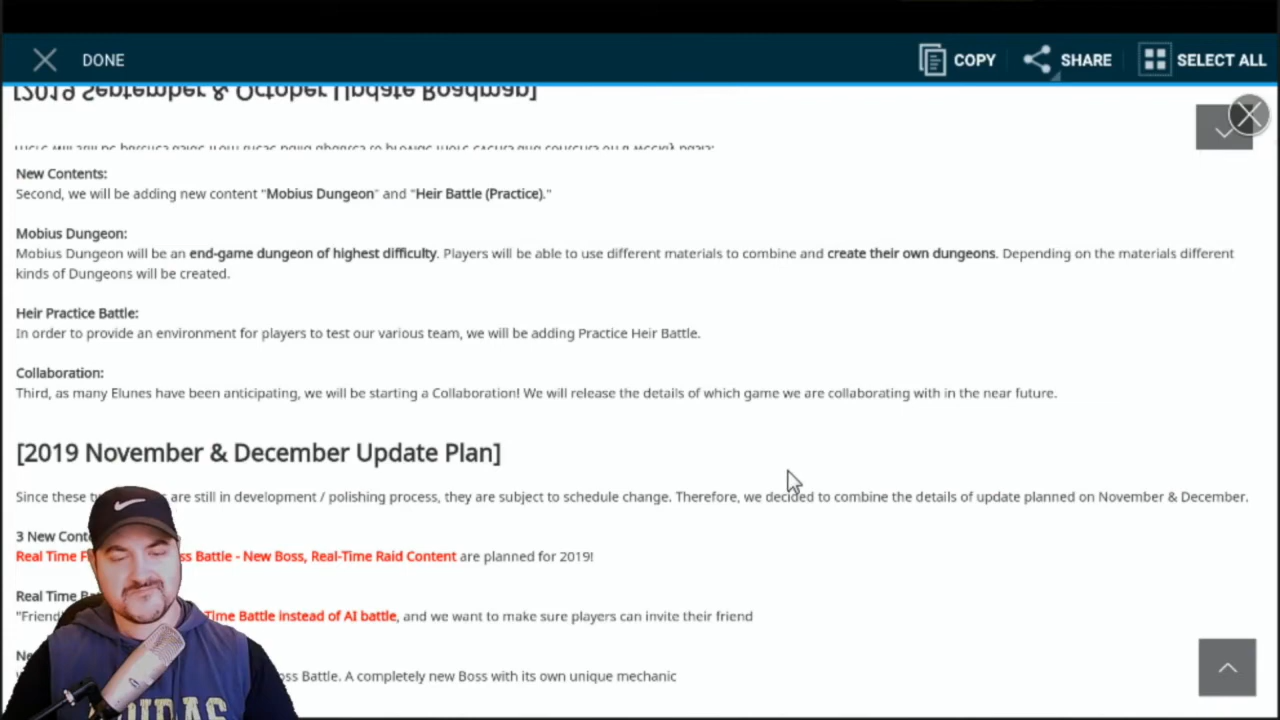 DONE
COPY
SHARE
SELECT ALL
[2019 September & October Update Roadmap]
New Contents:
Second, we will be adding new content "Mobius Dungeon" and "Heir Battle (Practice)."
Mobius Dungeon:
Mobius Dungeon will be an end-game dungeon of highest difficulty. Players will be able to use different materials to combine and create their own dungeons. Depending on the materials different
kinds of Dungeons will be created.
Heir Practice Battle:
In order to provide an environment for players to test our various team, we will be adding Practice Heir Battle.
Collaboration:
Third, as many Elunes have been anticipating, we will be starting a Collaboration! We will release the details of which game we are collaborating with in the near future.
[2019 November & December Update Plan]
Since these are still in development / polishing process, they are subject to schedule change. Therefore, we decided to combine the details of update planned on November & December.
3 New
Real Time Battle - New Boss, Real-Time Raid Content are planned for 2019!
Real Time
Time Battle instead of AI battle, and we want to make sure players can invite their friend
Battle. A completely new Boss with its own unique mechanic